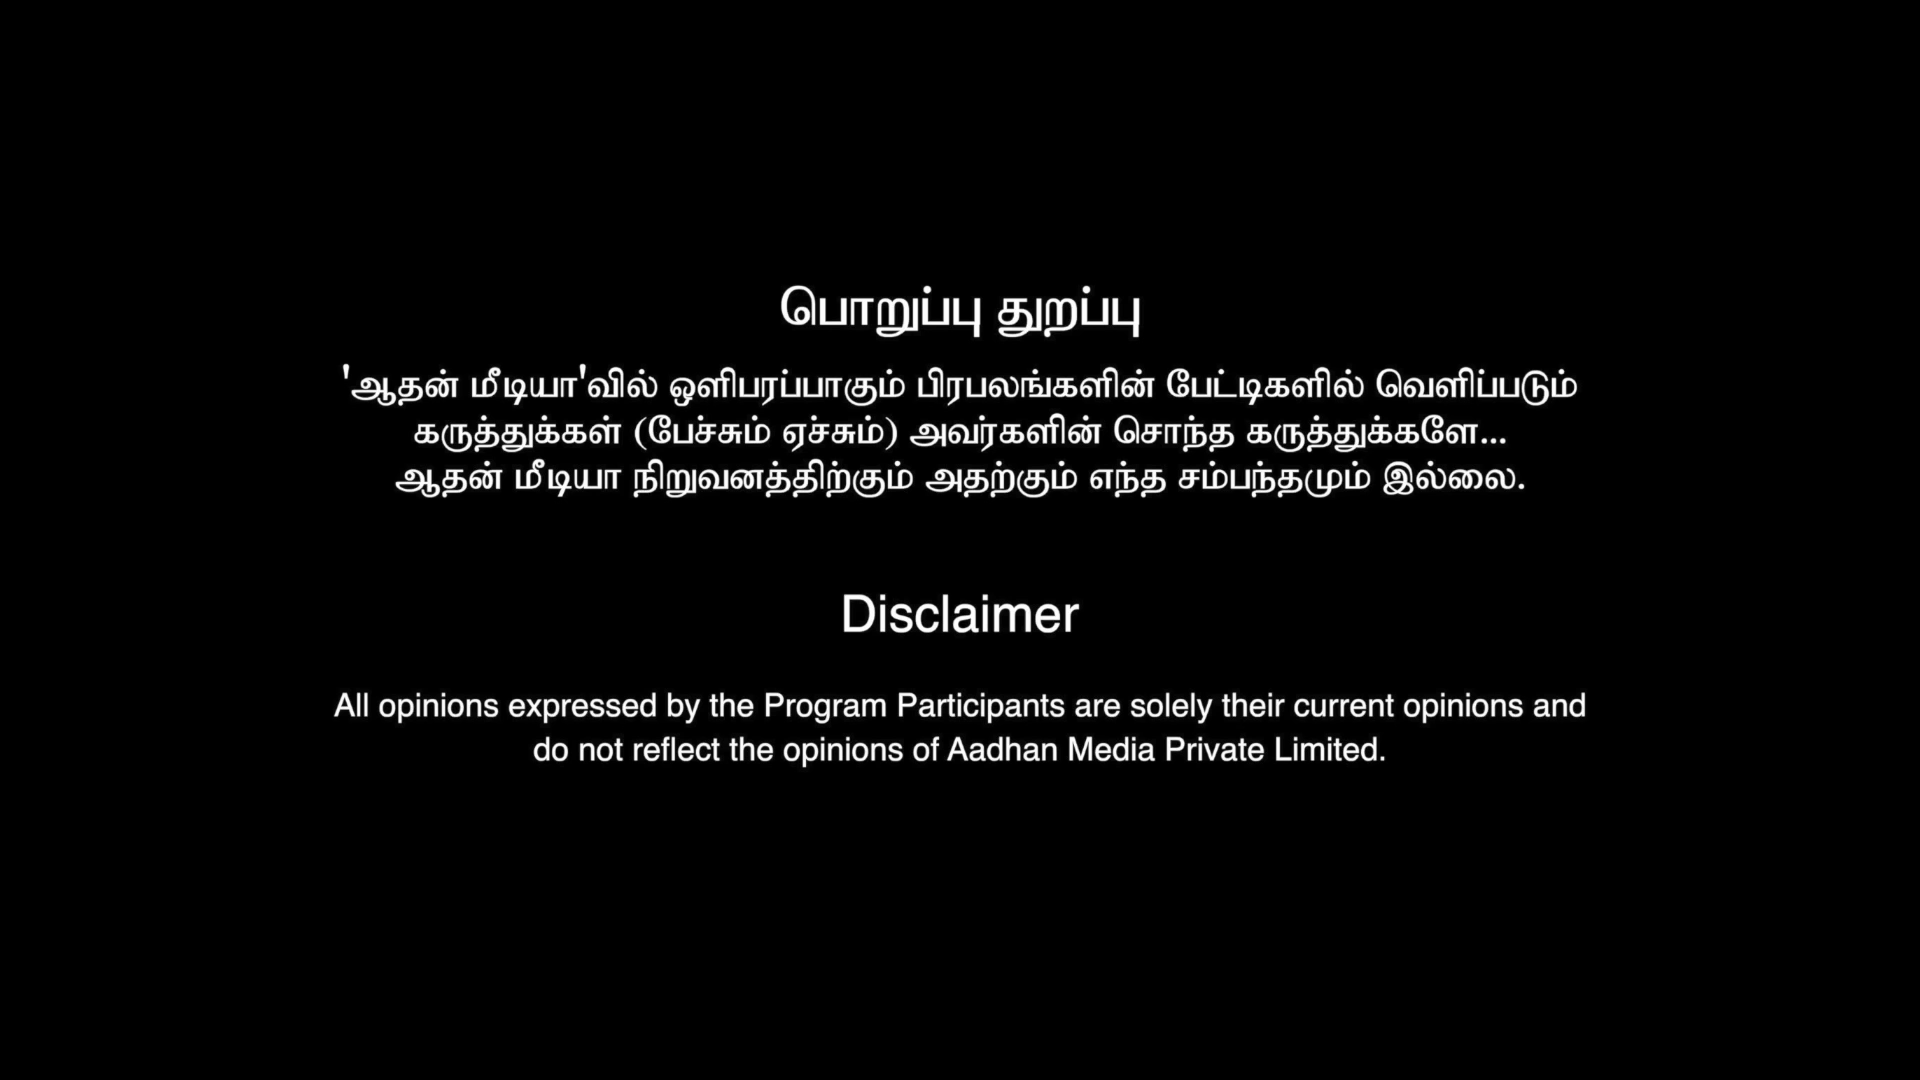 பொறுப்பு துறப்பு
'ஆதன் மீடியா'வில் ஒளிபரப்பாகும் பிரபலங்களின் பேட்டிகளில் வெளிப்படும்
கருத்துக்கள் (பேச்சும் ஏச்சும்) அவர்களின் சொந்த கருத்துக்களே...
ஆதன் மீடியா நிறுவனத்திற்கும் அதற்கும் எந்த சம்பந்தமும் இல்லை.
Disclaimer
All opinions expressed by the Program Participants are solely their current opinions and
do not reflect the opinions of Aadhan Media Private Limited.